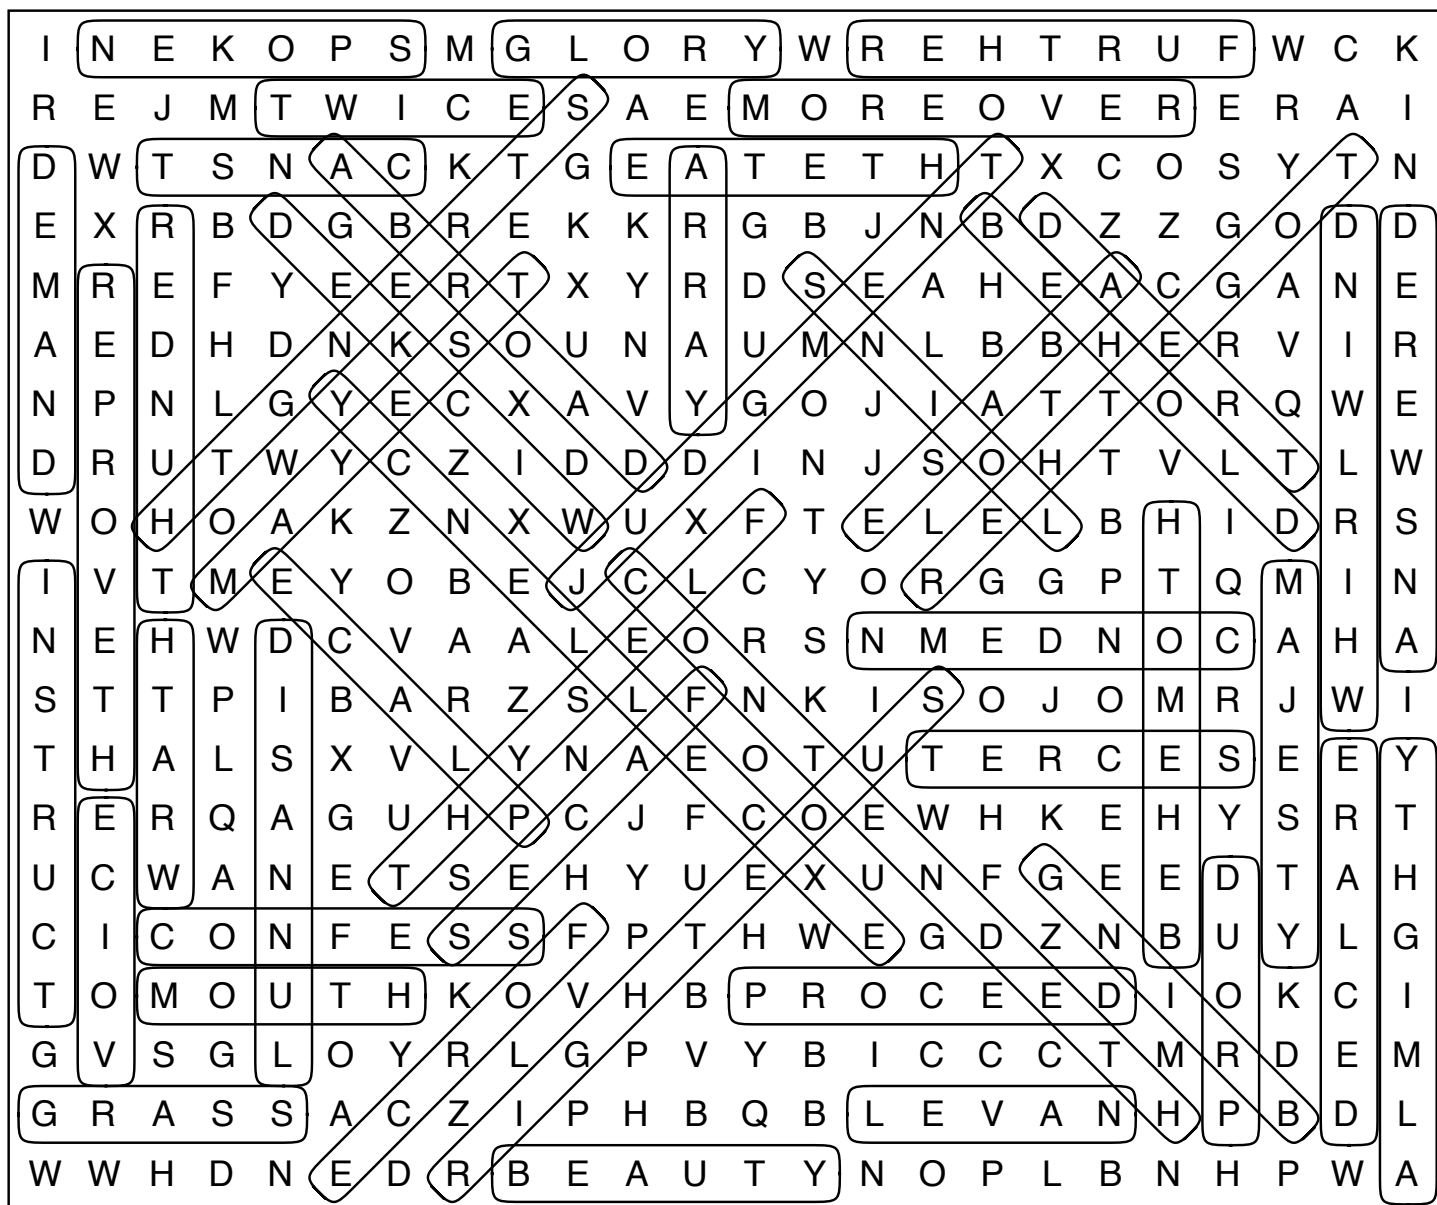 I N E K O P S M G L O R Y W R E H T R U F W C K
R E J M T W I C E S A E M O R E O V E R E R A I
D W T S N A C K T G E A T E T H T X C O S Y T N
E X R B D G B R E K K R G B J N B D Z Z G O D D
M R E F Y E E R T X Y R D S E A H E A C G A N E
A E D H D N K S O U N A U M N L B B H E R V I R
N P N L G Y E C X A V Y G O J I A T T O R Q W E
D R U T W Y C Z I D D D I N J S O H T V L T L W
W O H O A K Z N X W U X F T E L E L B H I D R S
I V T M E Y O B E J C L C Y O R G G P T Q M I N
N E H W D C V A A L E O R S N M E D N O C A H A
S T T P I B A R Z S L F N K I S O J O M R J W I
T H A L S X V L Y N A E O T U T E R C E S E E Y
R E R Q A G U H P C J F C O E W H K E H Y S R T
U C W A N E T S E H Y U E X U N F G E E D T A H
C I C O N F E S S F P T H W E G D Z N B U Y L G
T O M O U T H K O V H B P R O C E E D I O K C I
G V S G L O Y R L G P V Y B I C C C T M R D E M
G R A S S A C Z I P H B Q B L E V A N H P B D L
W W H D N E D R B E A U T Y N O P L B N H P W A